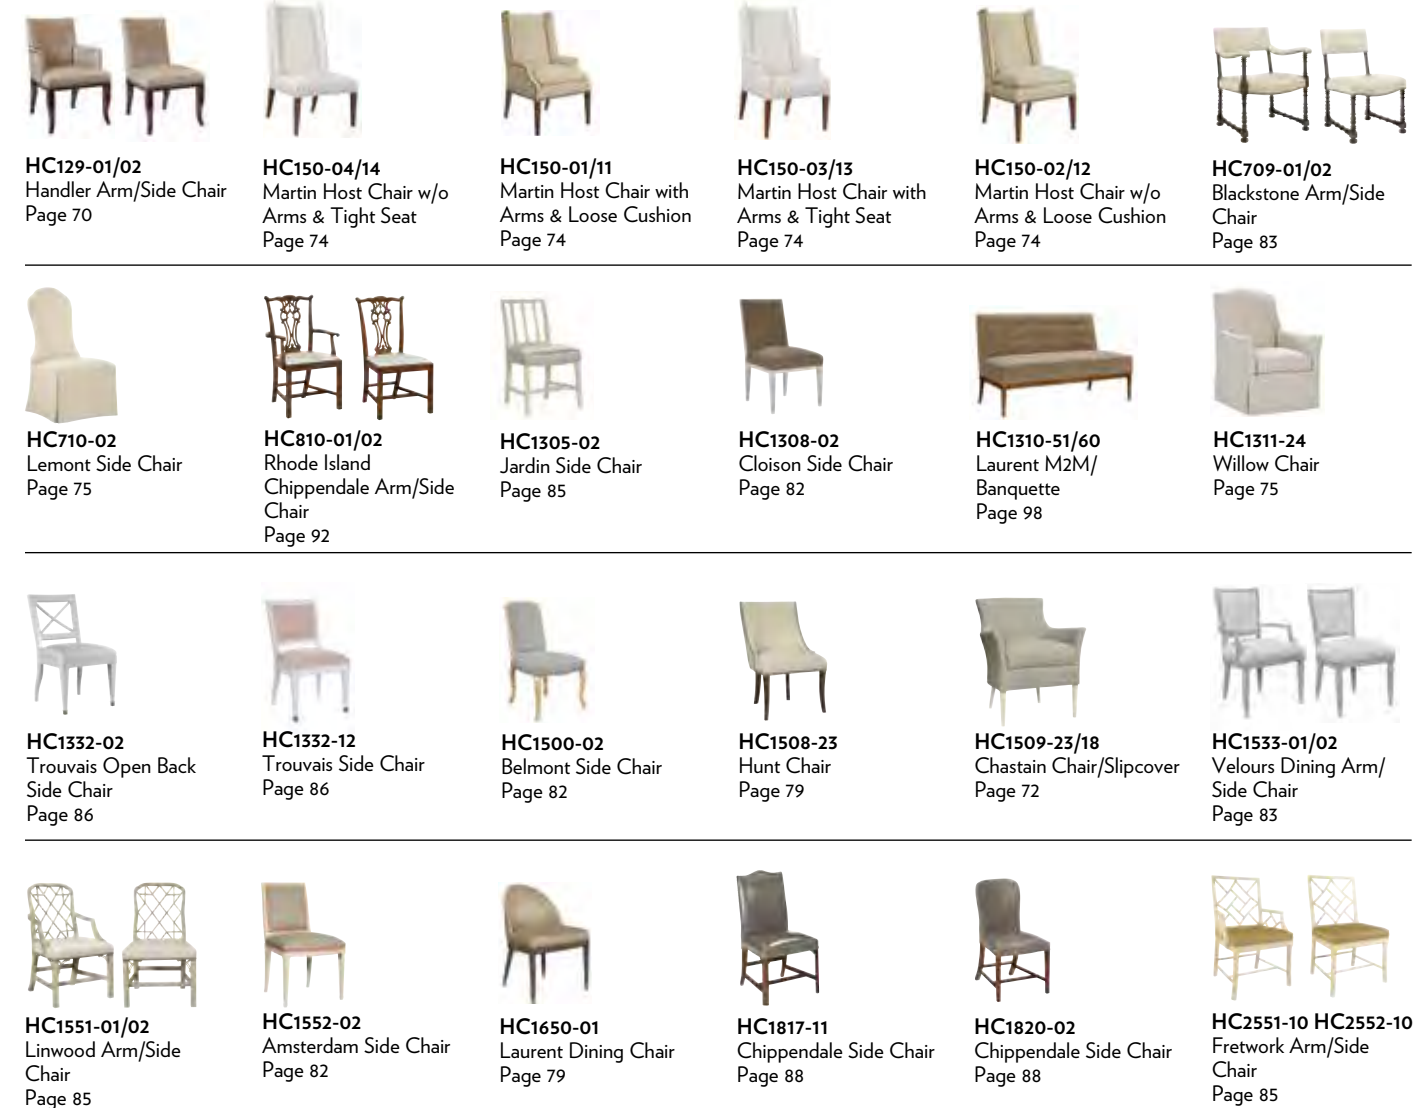 HC129-01/02
Handler Arm/Side Chair
Page 70
HC150-04/14
Martin Host Chair w/o
Arms & Tight Seat
Page 74
HC150-01/11
Martin Host Chair with
Arms & Loose Cushion
Page 74
HC150-03/13
Martin Host Chair with
Arms & Tight Seat
Page 74
HC150-02/12
Martin Host Chair w/o
Arms & Loose Cushion
Page 74
HC709-01/02
Blackstone Arm/Side
Chair
Page 83
HC710-02
Lemont Side Chair
Page 75
HC810-01/02
Rhode Island
Chippendale Arm/Side
Chair
Page 92
HC1305-02
Jardin Side Chair
Page 85
HC1308-02
Cloison Side Chair
Page 82
HC1310-51/60
Laurent M2M/
Banquette
Page 98
HC1311-24
Willow Chair
Page 75
HC1332-02
Trouvais Open Back
Side Chair
Page 86
HC1332-12
Trouvais Side Chair
Page 86
HC1500-02
Belmont Side Chair
Page 82
HC1508-23
Hunt Chair
Page 79
HC1509-23/18
Chastain Chair/Slipcover
Page 72
HC1533-01/02
Velours Dining Arm/
Side Chair
Page 83
HC1551-01/02
Linwood Arm/Side
Chair
Page 85
HC1552-02
Amsterdam Side Chair
Page 82
HC1650-01
Laurent Dining Chair
Page 79
HC1817-11
Chippendale Side Chair
Page 88
HC1820-02
Chippendale Side Chair
Page 88
HC2551-10 HC2552-10
Fretwork Arm/Side
Chair
Page 85